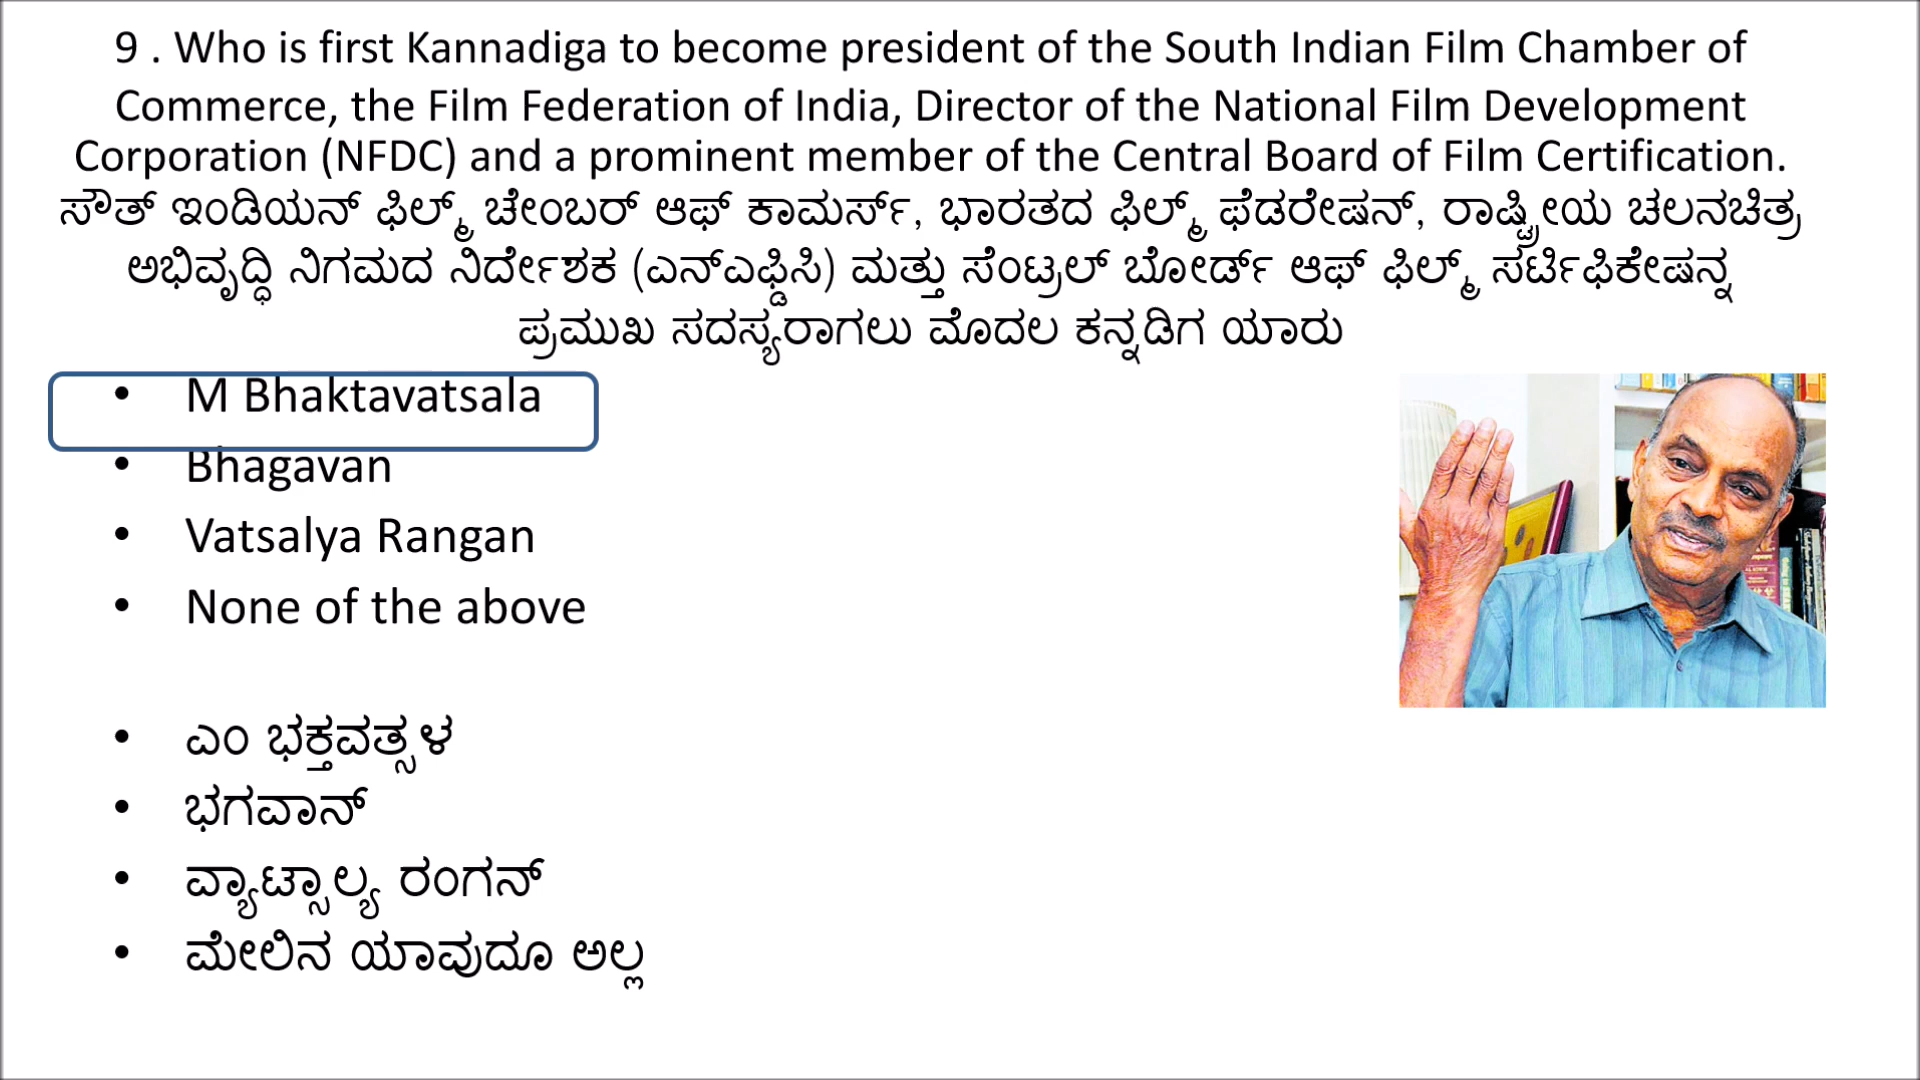 9 . Who is first Kannadiga to become president of the South Indian Film Chamber of
Commerce, the Film Federation of India, Director of the National Film Development
Corporation (NFDC) and a prominent member of the Central Board of Film Certification.
ಸೌತ್ ಇಂಡಿಯನ್ ಫಿಲ್ಮ್ ಚೇಂಬರ್ ಆಫ್ ಕಾಮರ್ಸ್, ಭಾರತದ ಫಿಲ್ಮ್ ಫೆಡರೇಷನ್, ರಾಷ್ಟ್ರೀಯ ಚಲನಚಿತ್ರ
ಅಭಿವೃದ್ಧಿ ನಿಗಮದ ನಿರ್ದೇಶಕ (ಎನ್ಎಫ್ಡಿಸಿ) ಮತ್ತು ಸೆಂಟ್ರಲ್ ಬೋರ್ಡ್ ಆಫ್ ಫಿಲ್ಮ್ ಸರ್ಟಿಫಿಕೇಷನ್ನ
ಪ್ರಮುಖ ಸದಸ್ಯರಾಗಲು ಮೊದಲ ಕನ್ನಡಿಗ ಯಾರು
• M Bhaktavatsala
• Bhagavan
• Vatsalya Rangan
• None of the above
• ಎಂ ಭಕ್ತವತ್ಸಳ
• ಭಗವಾನ್
• ವ್ಯಾಟ್ಸಾಲ್ಯ ರಂಗನ್
• ಮೇಲಿನ ಯಾವುದೂ ಅಲ್ಲ